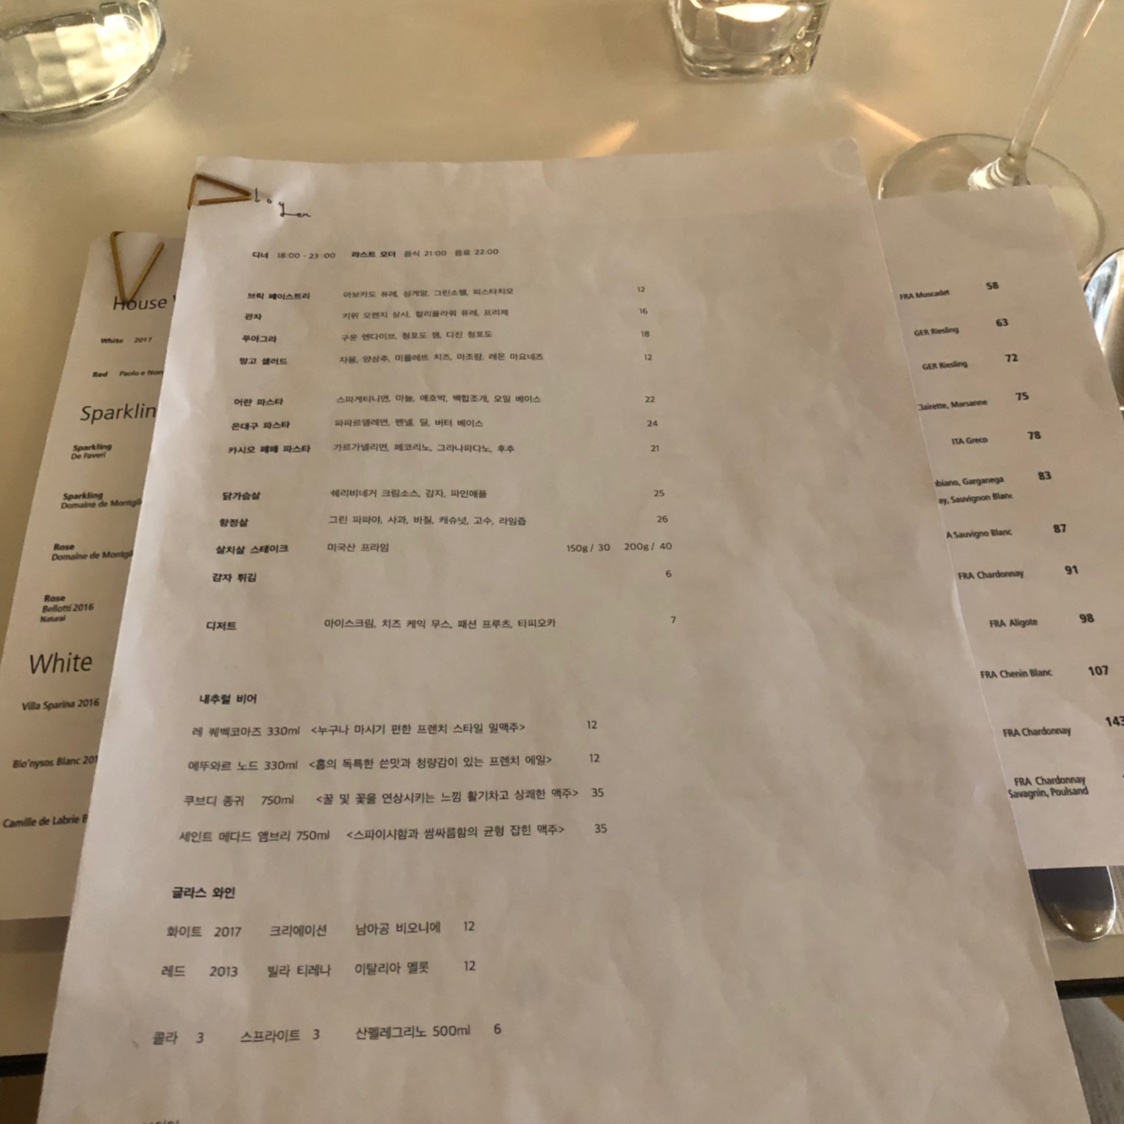 디너 18:00 - 23:00 라스트 오더 음식 21:00 음료 22:00
브릭 페이스트리 아보카도 퓨레, 성게알, 그린소렐, 피스타치오 12
관자 키위 오렌지 살사, 컬리플라워 퓨레, 프리제 16
푸아그라 구운 엔다이브, 청포도 잼, 다진 청포도 18
망고 샐러드 자몽, 양상추, 미몰레뜨 치즈, 마조람, 레몬 마요네즈 12
어란 파스타 스파게티니면, 마늘, 애호박, 백합조개, 오일 베이스 22
은대구 파스타 파파르델레면, 펜넬, 딜, 버터 베이스 24
카시오 페페 파스타 가르가넬리면, 페코리노, 그라나파다노, 후추 21
닭가슴살 쉐리비네거 크림소스, 감자, 파인애플 25
항정살 그린 파파야, 사과, 바질, 캐슈넛, 고수, 라임즙 26
살치살 스테이크 미국산 프라임 150g / 30 200g / 40
감자 튀김 6
디저트 아이스크림, 치즈 케익 무스, 패션 프루츠, 타피오카 7
내추럴 비어
레 퀘벡코아즈 330ml <누구나 마시기 편한 프렌치 스타일 밀맥주> 12
메뚜와르 노드 330ml <홉의 독특한 쓴맛과 청량감이 있는 프렌치 에일> 12
쿠브디 종귀 750ml <꿀 및 꽃을 연상시키는 느낌 활기차고 상쾌한 맥주> 35
세인트 메다드 앰브리 750ml <스파이시함과 쌈싸름함의 균형 잡힌 맥주> 35
글라스 와인
화이트 2017 크리에이션 남아공 비오니에 12
레드 2013 빌라 티레나 이탈리아 멜롯 12
콜라 3 스프라이트 3 산펠레그리노 500ml 6
House
White 2017
Red Paolo e
Sparklin
Sparkling
De Faveri
Sparkling
Domaine de
Rose
Domaine de
Rose
Bellotti 2016
Natural
White
Villa Sparina 2016
Bio'nysos Blanc
Camille de Labrie
FRA Muscadet 58
GER Riesling 63
GER Riesling 72
Clairette, Marsanne 75
ITA Greco 78
Garganega 83
Sauvignon Blanc
Sauvigno Blanc 87
FRA Chardonnay 91
FRA Aligote 98
FRA Chenin Blanc 107
FRA Chardonnay 143
FRA Chardonnay
Savagnin, Poulsand